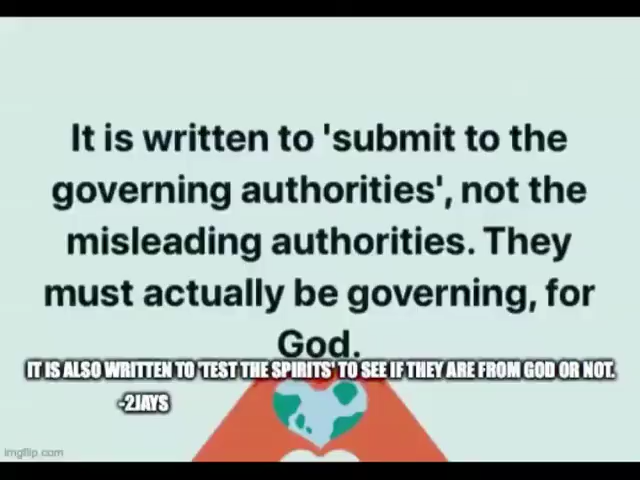 It is written to 'submit to the
governing authorities', not the
misleading authorities. They
must actually be governing, for
God.
IT IS ALSO WRITTEN TO 'TEST THE SPIRITS' TO SEE IF THEY ARE FROM GOD OR NOT.
-2JAYS
imgflip.com